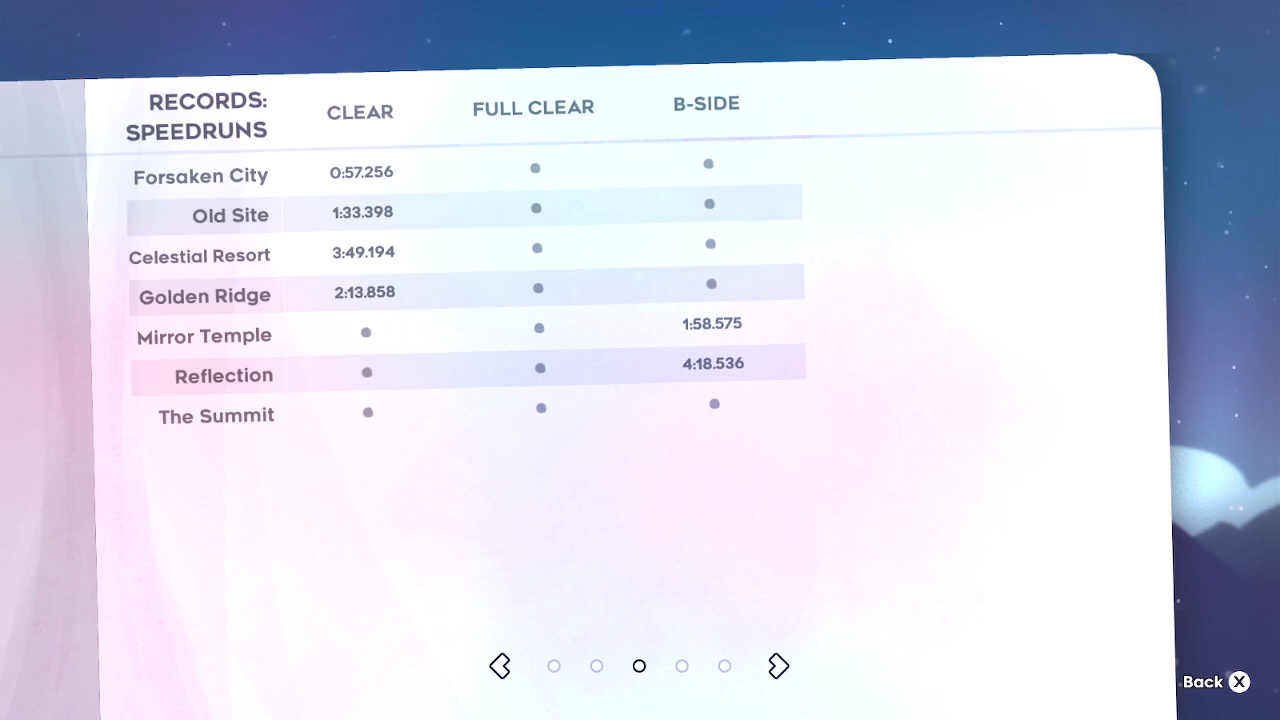 RECORDS:
SPEEDRUNS
CLEAR
FULL CLEAR
B-SIDE
Forsaken City 0:57.256
Old Site 1:33.398
Celestial Resort 3:49.194
Golden Ridge 2:13.858
Mirror Temple 1:58.575
Reflection 4:18.536
The Summit
Back X